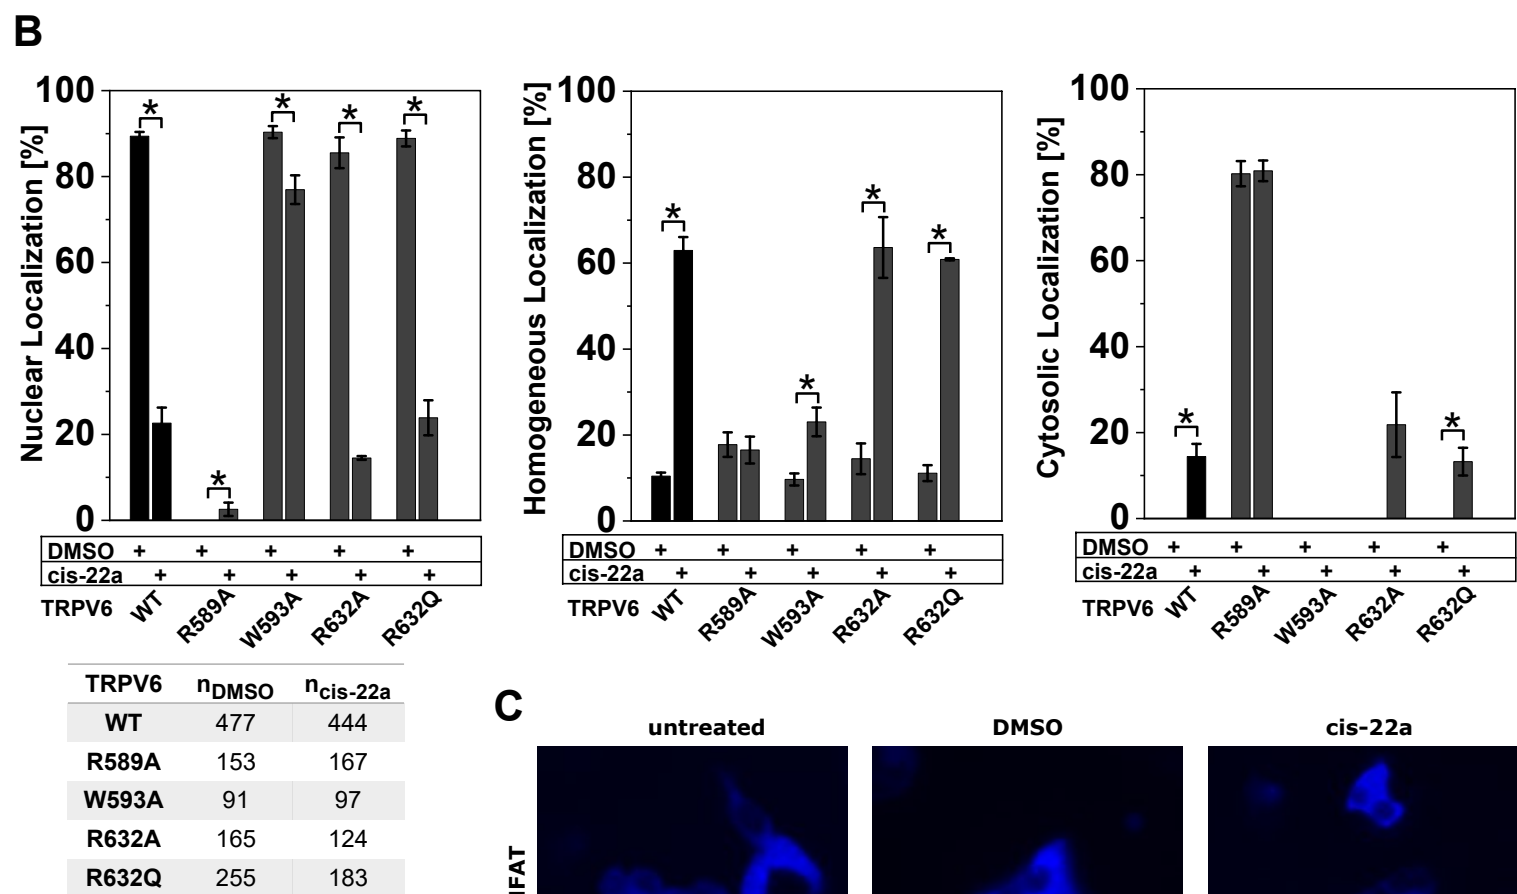 B
Nuclear Localization [%]
100
80
60
40
20
0
* * * * *
DMSO + + + + +
cis-22a + + + + +
TRPV6 WT R589A W593A R632A R632Q
Homogeneous Localization [%]
100
80
60
40
20
0
* * * *
DMSO + + + + +
cis-22a + + + + +
TRPV6 WT R589A W593A R632A R632Q
Cytosolic Localization [%]
100
80
60
40
20
0
* *
DMSO + + + + +
cis-22a + + + + +
TRPV6 WT R589A W593A R632A R632Q
TRPV6 nDMSO ncis-22a
WT 477 444
R589A 153 167
W593A 91 97
R632A 165 124
R632Q 255 183
C
untreated DMSO cis-22a